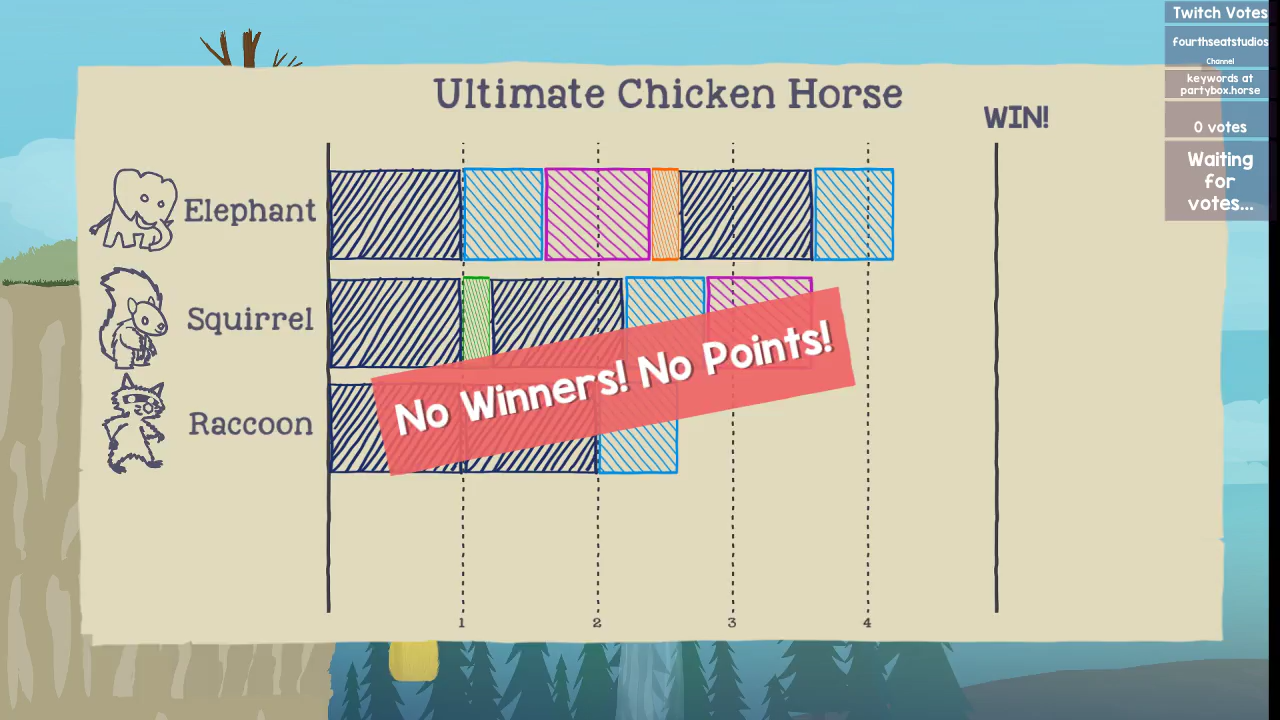 Ultimate Chicken Horse
WIN!
Elephant
Squirrel
Raccoon
No Winners! No Points!
1 2 3 4
Twitch Votes
fourthseatstudios
Channel
keywords at
partybox.horse
0 votes
Waiting
for
votes...